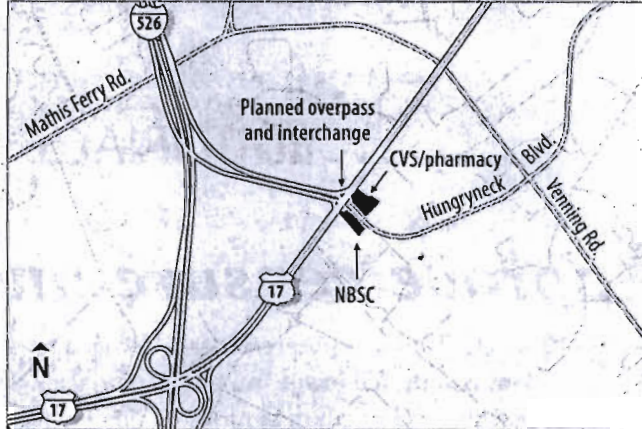 526
Mathis Ferry Rd.
Planned overpass
and interchange
CVS/pharmacy
Hungryneck Blvd.
Venning Rd.
17
NBSC
N
17